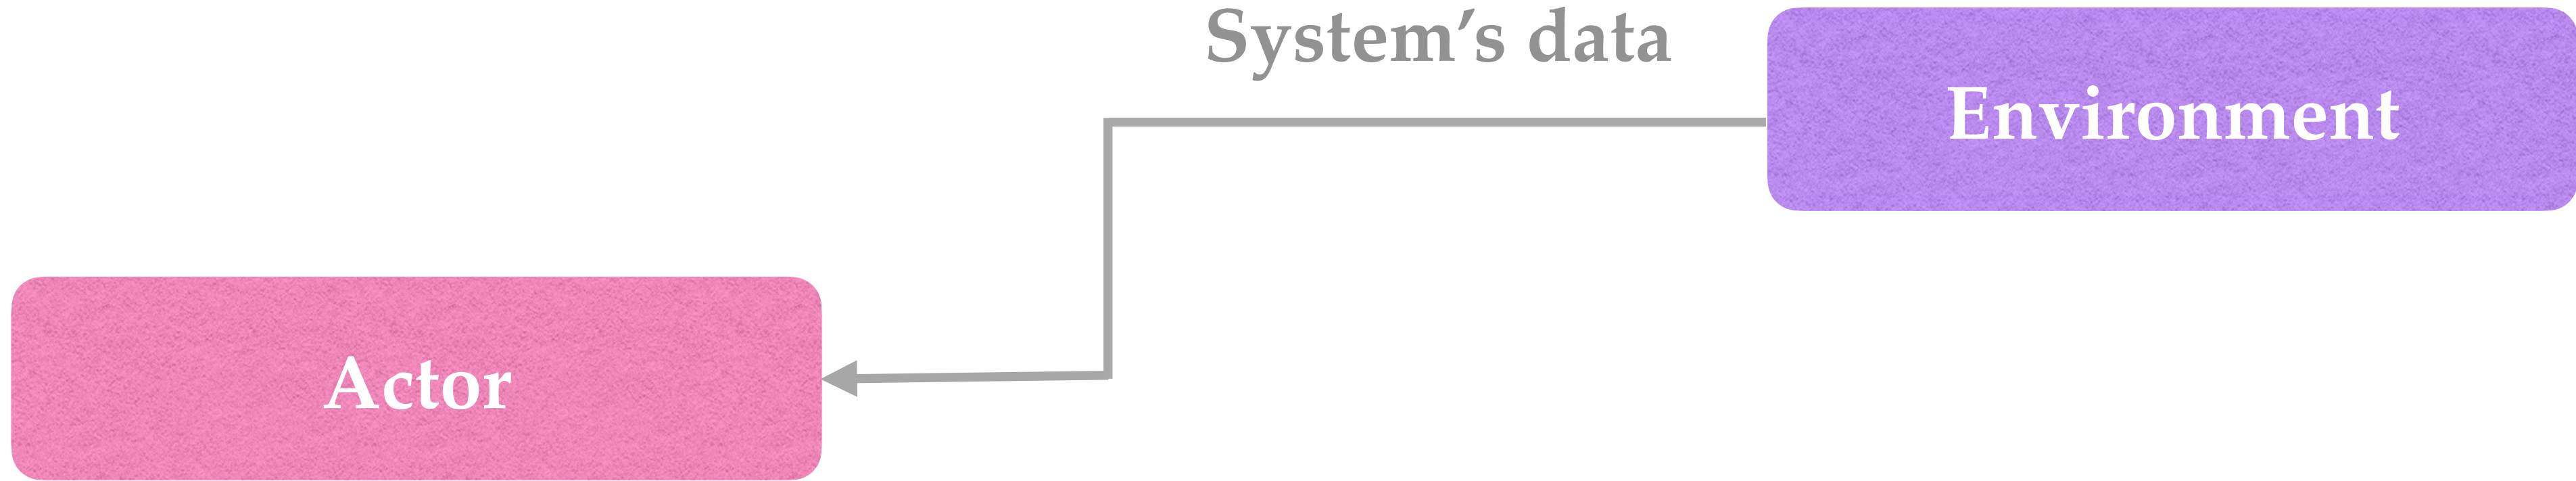 System’s data
Environment
Actor